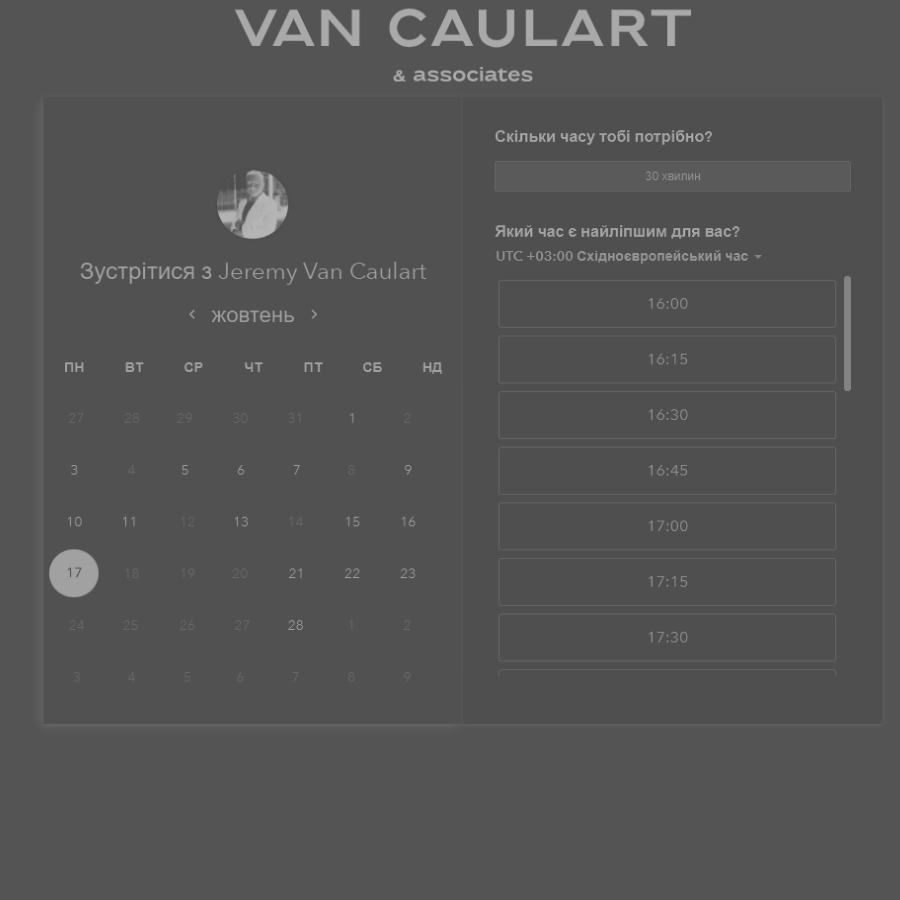 VAN CAULART
& associates
Зустрітися з Jeremy Van Caulart
жовтень
ПН ВТ СР ЧТ ПТ СБ НД
27 28 29 30 31 1 2
3 4 5 6 7 8 9
10 11 12 13 14 15 16
17 18 19 20 21 22 23
24 25 26 27 28 1 2
3 4 5 6 7 8 9
Скільки часу тобі потрібно?
30 хвилин
Який час є найліпшим для вас?
UTC +03:00 Східноєвропейський час
16:00
16:15
16:30
16:45
17:00
17:15
17:30